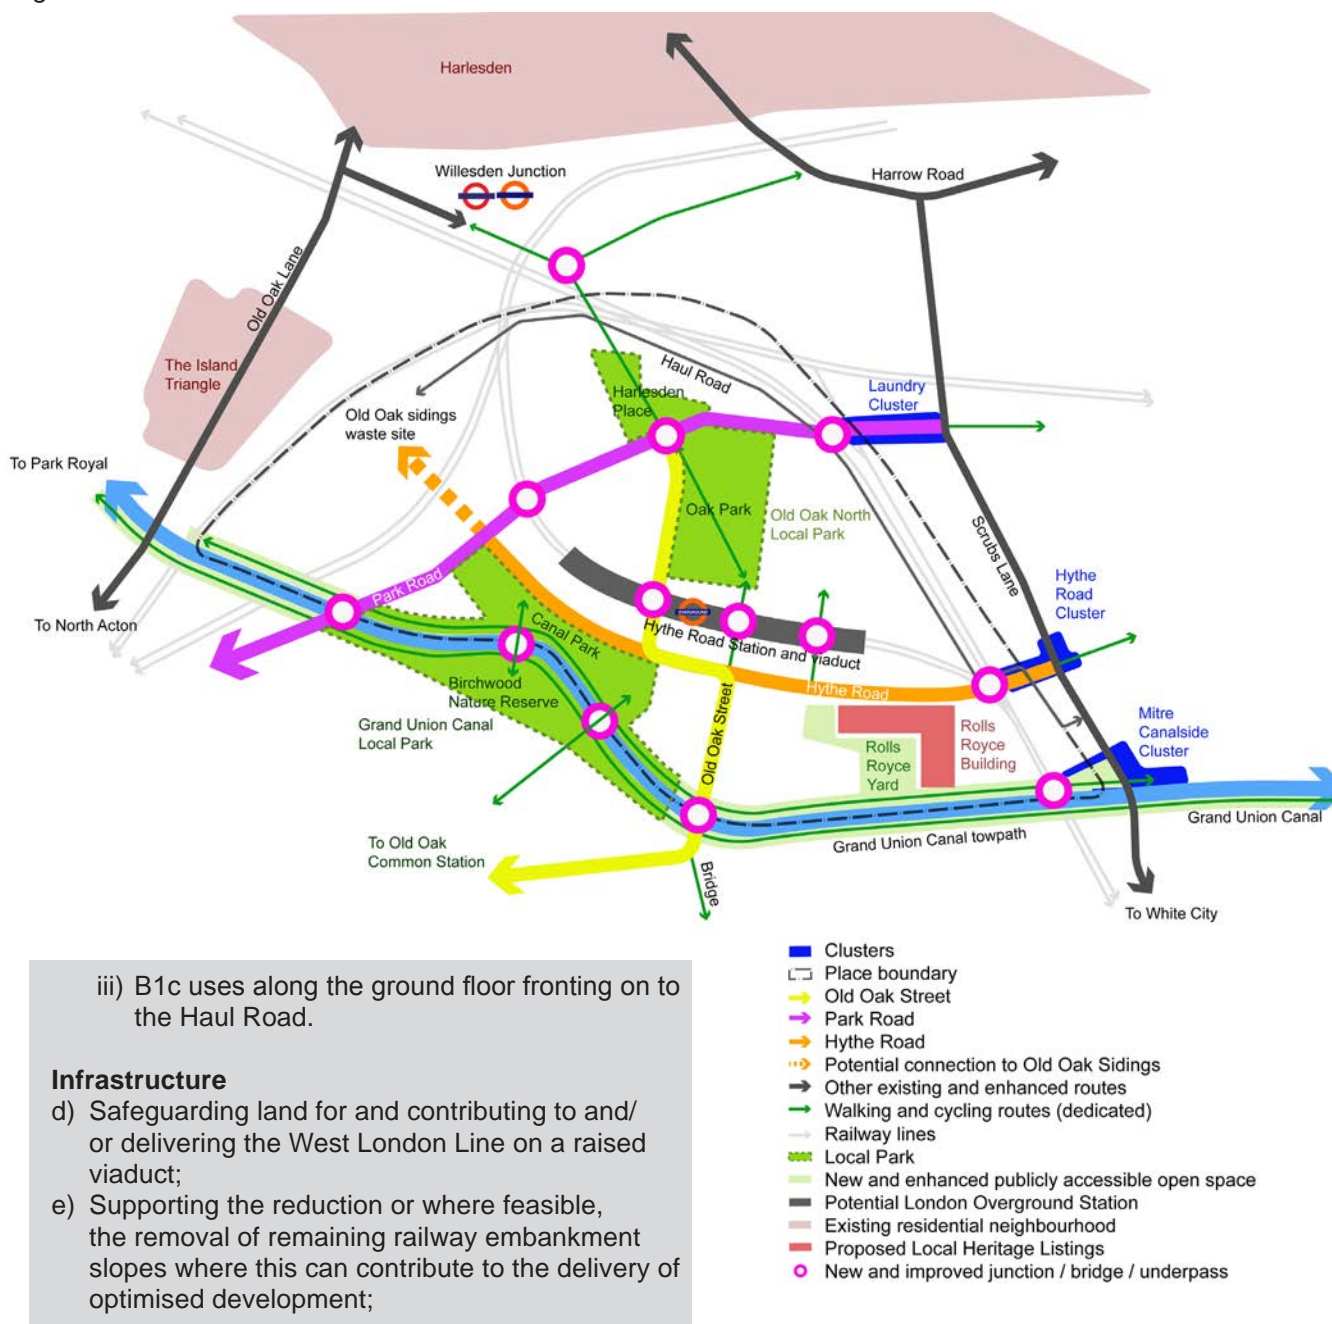 Harlesden
Willesden Junction
Harrow Road
Old Oak Lane
The Island
Triangle
Haul Road
Harlesden
Place
Laundry
Cluster
Old Oak sidings
waste site
To Park Royal
Oak Park
Old Oak North
Local Park
Scrubs Lane
Park Road
Hythe
Road
Cluster
To North Acton
Canal Park
Hythe Road Station and viaduct
Birchwood
Nature Reserve
Hythe Road
Grand Union Canal
Local Park
Old Oak Street
Rolls
Royce
Yard
Rolls
Royce
Building
Mitre
Canalside
Cluster
Grand Union Canal
Grand Union Canal towpath
To Old Oak
Common Station
Bridge
To White City
iii) B1c uses along the ground floor fronting on to
the Haul Road.
Infrastructure
d) Safeguarding land for and contributing to and/
or delivering the West London Line on a raised
viaduct;
e) Supporting the reduction or where feasible,
the removal of remaining railway embankment
slopes where this can contribute to the delivery of
optimised development;
Clusters
Place boundary
Old Oak Street
Park Road
Hythe Road
Potential connection to Old Oak Sidings
Other existing and enhanced routes
Walking and cycling routes (dedicated)
Railway lines
Local Park
New and enhanced publicly accessible open space
Potential London Overground Station
Existing residential neighbourhood
Proposed Local Heritage Listings
New and improved junction / bridge / underpass